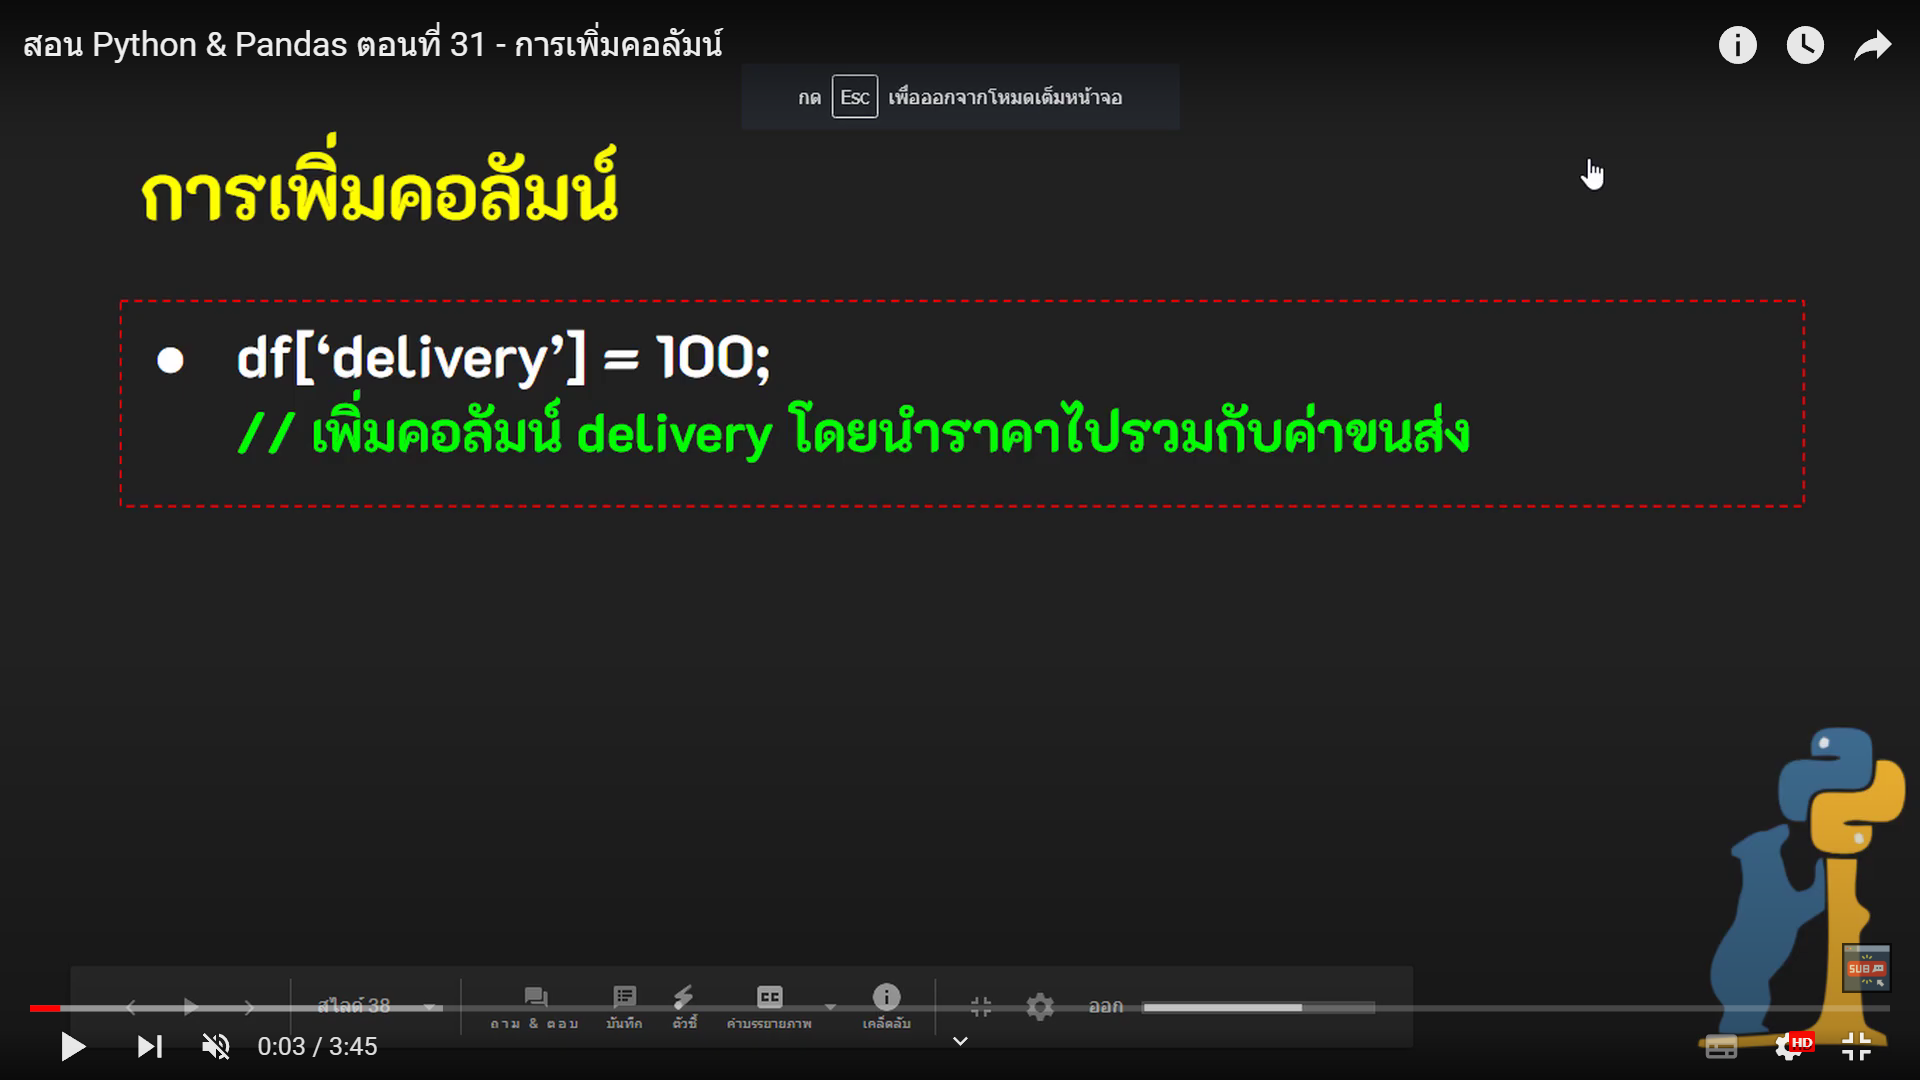 สอน Python & Pandas ตอนที่ 31 - การเพิ่มคอลัมน์
กด Esc เพื่อออกจากโหมดเต็มหน้าจอ
การเพิ่มคอลัมน์
● df[‘delivery’] = 100;
// เพิ่มคอลัมน์ delivery โดยนำราคาไปรวมกับค่าขนส่ง
SUB
สไลด์ 38
ถาม & ตอบ
บันทึก
ตัวชี้
CC
คำบรรยายภาพ
เคล็ดลับ
ออก
0:03 / 3:45
HD